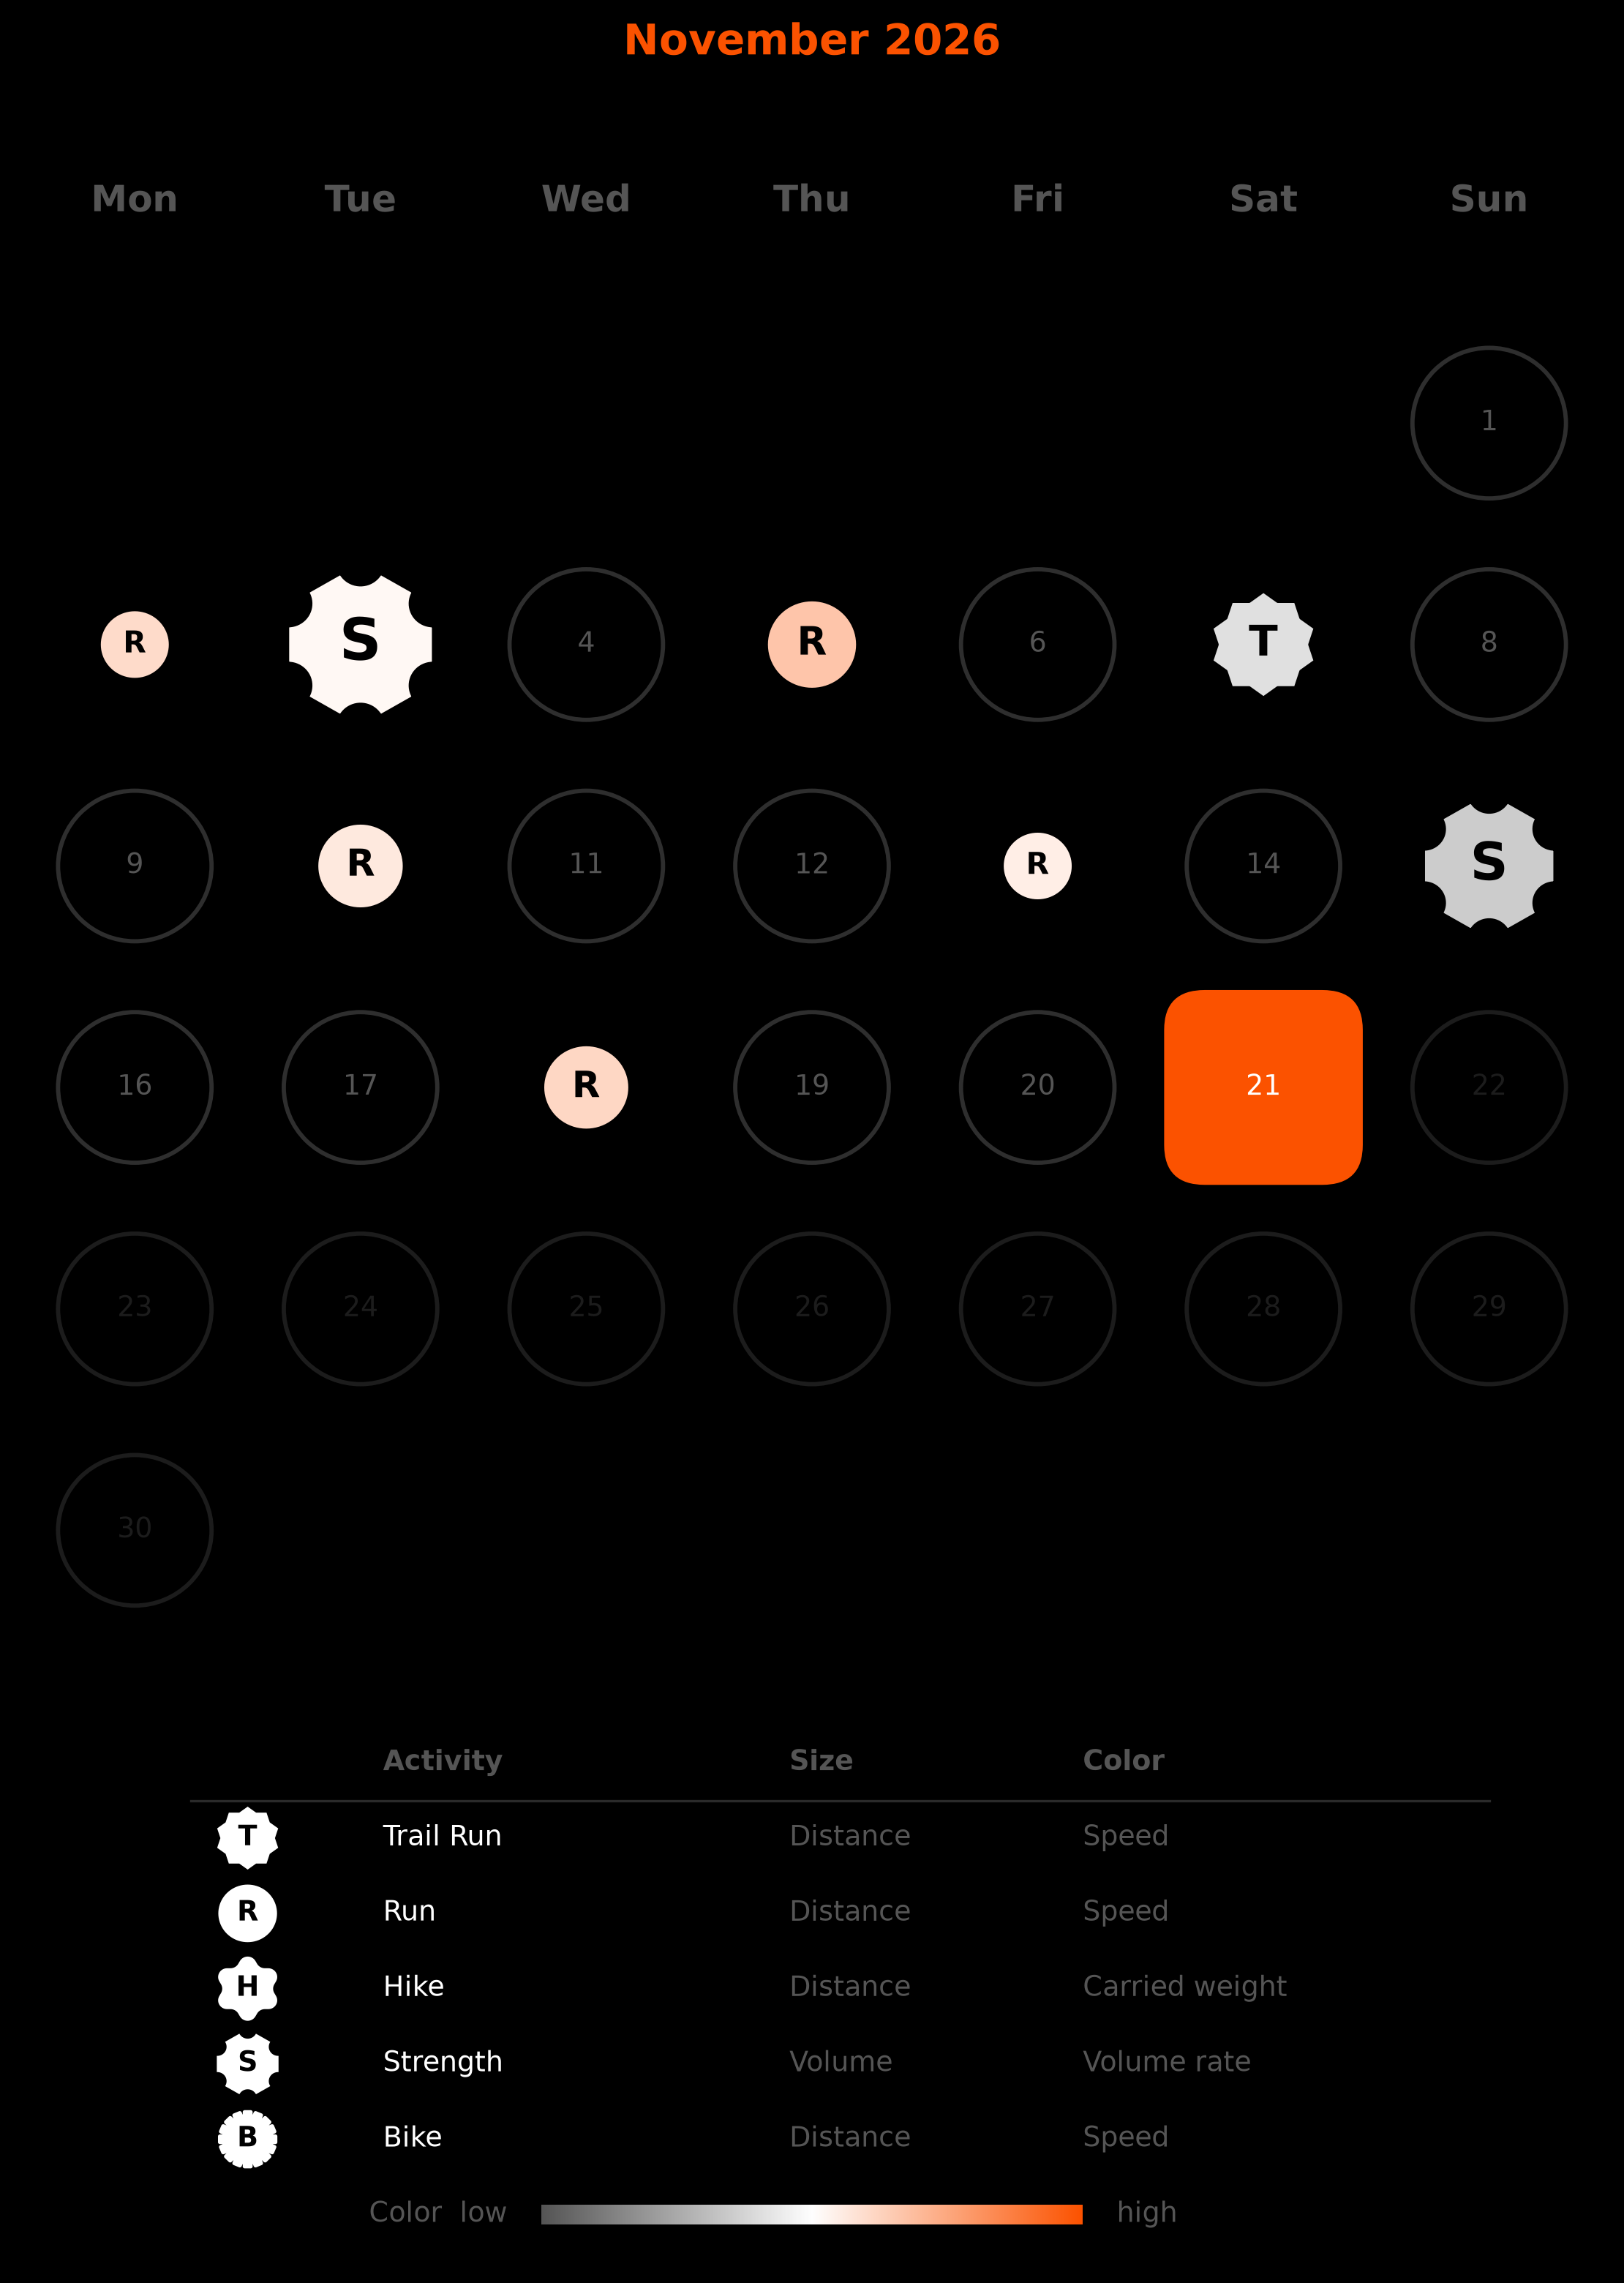 November 2026
Mon Tue Wed Thu Fri Sat Sun
1
R S 4 R 6 T 8
9 R 11 12 R 14 S
16 17 R 19 20 21 22
23 24 25 26 27 28 29
30
Activity Size Color
T Trail Run Distance Speed
R Run Distance Speed
H Hike Distance Carried weight
S Strength Volume Volume rate
B Bike Distance Speed
Color low high